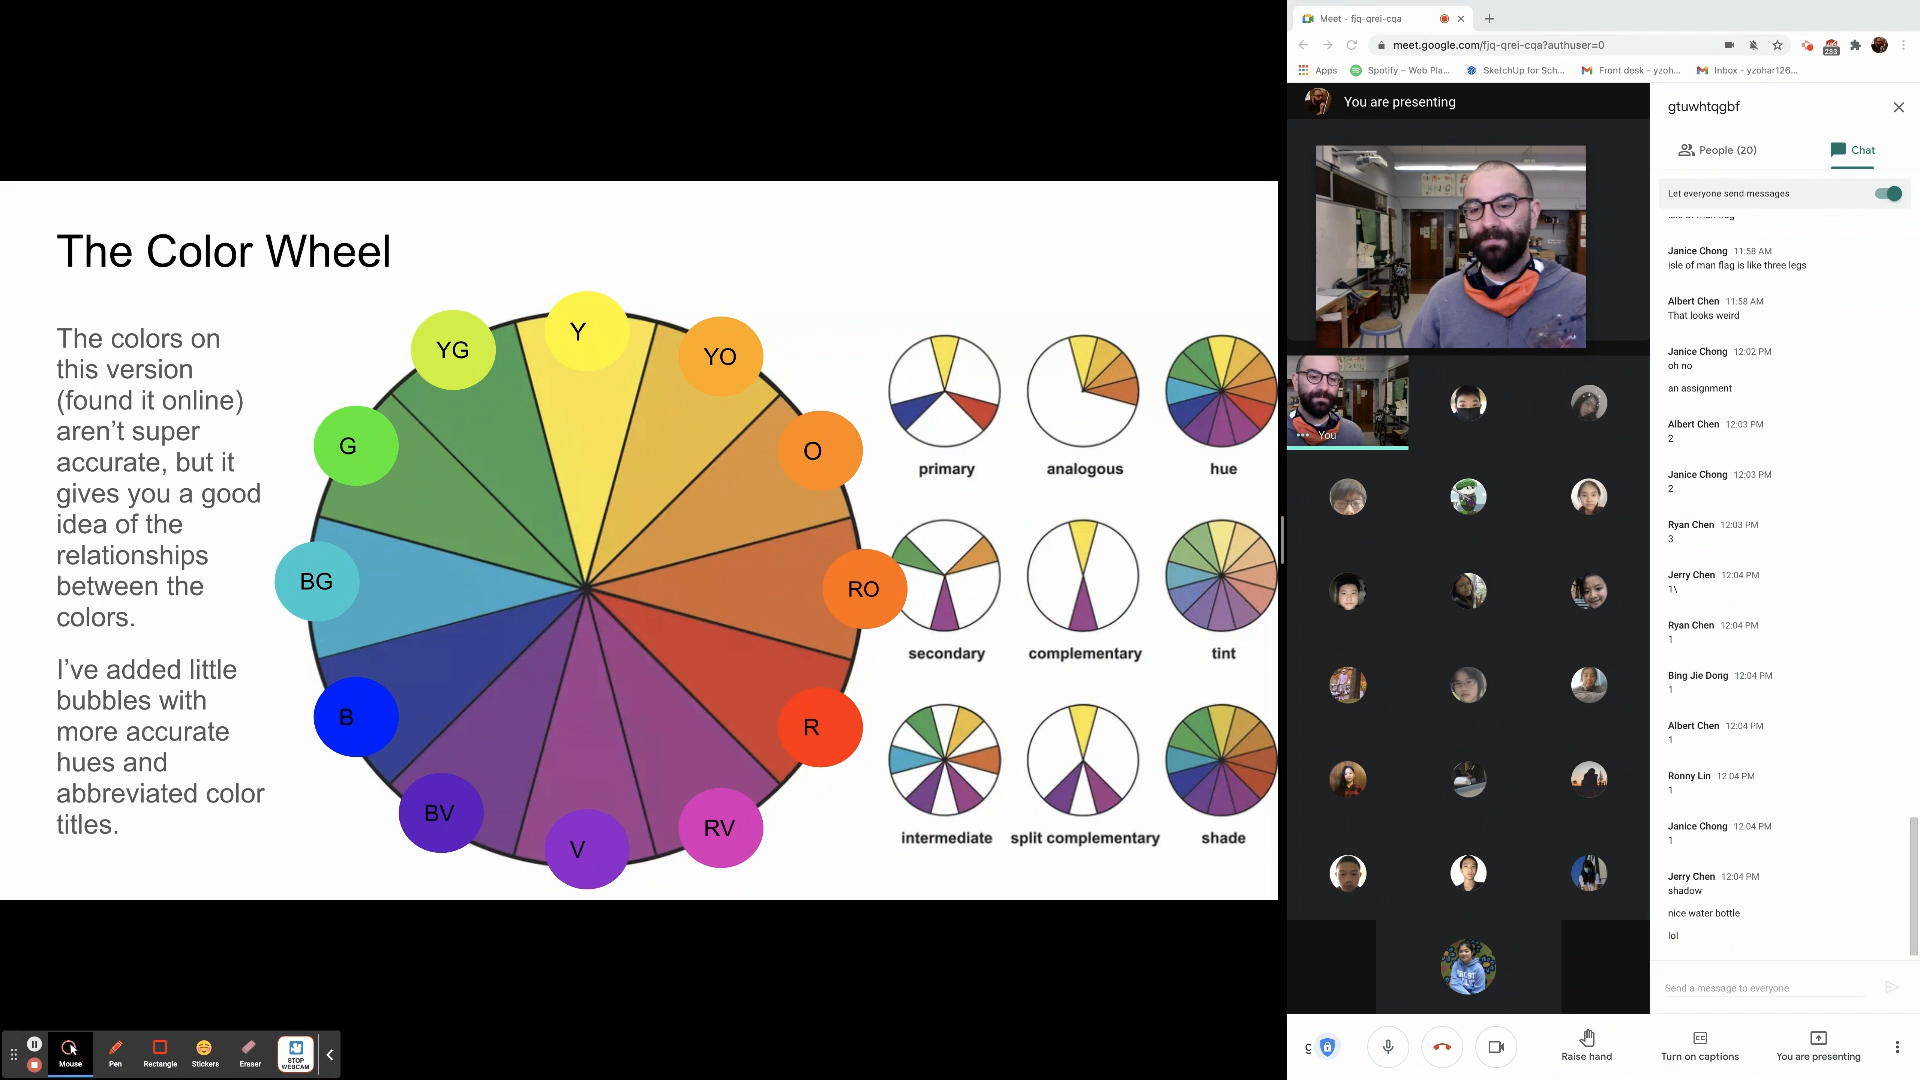 The Color Wheel
The colors on
this version
(found it online)
aren't super
accurate, but it
gives you a good
idea of the
relationships
between the
colors.
I've added little
bubbles with
more accurate
hues and
abbreviated color
titles.
Y
YO
O
RO
R
RV
V
BV
B
BG
G
YG
primary
analogous
hue
secondary
complementary
tint
intermediate
split complementary
shade
Mouse
Pen
Rectangle
Stickers
Eraser
STOP
WEBCAM
Meet - fjq-qrei-cqa
meet.google.com/fjq-qrei-cqa?authuser=0
233
Apps
Spotify – Web Pla...
SketchUp for Sch...
Front desk - yzoh...
Inbox - yzohar126...
You are presenting
You
gtuwhtqgbf
People (20)
Chat
Let everyone send messages
Janice Chong 11:58 AM
isle of man flag is like three legs
Albert Chen 11:58 AM
That looks weird
Janice Chong 12:02 PM
oh no
an assignment
Albert Chen 12:03 PM
2
Janice Chong 12:03 PM
2
Ryan Chen 12:03 PM
3
Jerry Chen 12:04 PM
1\
Ryan Chen 12:04 PM
1
Bing Jie Dong 12:04 PM
1
Albert Chen 12:04 PM
1
Ronny Lin 12:04 PM
1
Janice Chong 12:04 PM
1
Jerry Chen 12:04 PM
shadow
nice water bottle
lol
Send a message to everyone
g
Raise hand
Turn on captions
You are presenting